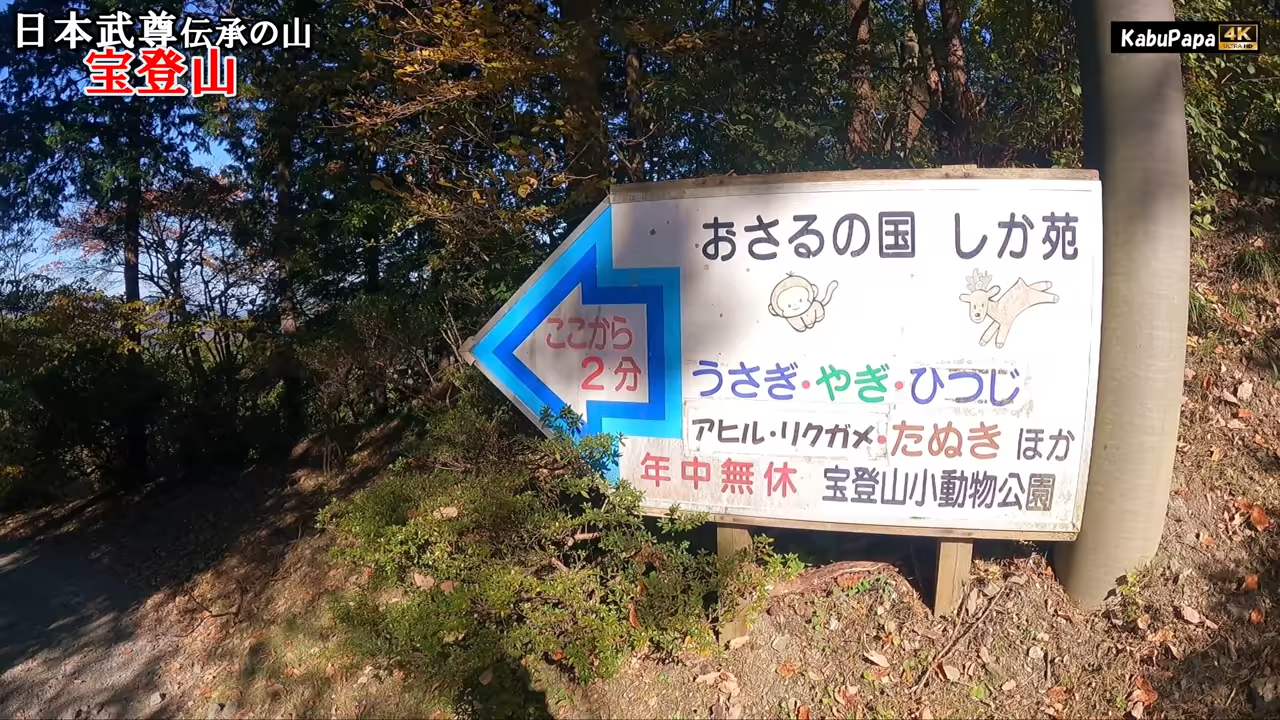 日本武尊伝承の山
宝登山
KabuPapa 4K
ULTRA HD
おさるの国 しか苑
ここから
2分
うさぎ・やぎ・ひつじ
アヒル・リクガメ・たぬき ほか
年中無休 宝登山小動物公園